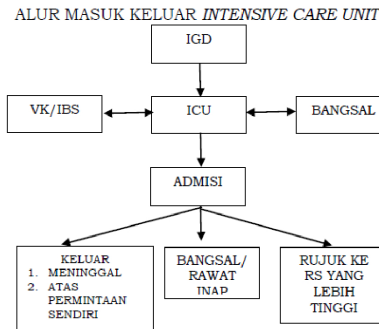 ALUR MASUK KELUAR INTENSIVE CARE UNIT
IGD
VK/IBS
ICU
BANGSAL
ADMISI
KELUAR
1. MENINGGAL
2. ATAS
PERMINTAAN
SENDIRI
BANGSAL/
RAWAT
INAP
RUJUK KE
RS YANG
LEBIH
TINGGI